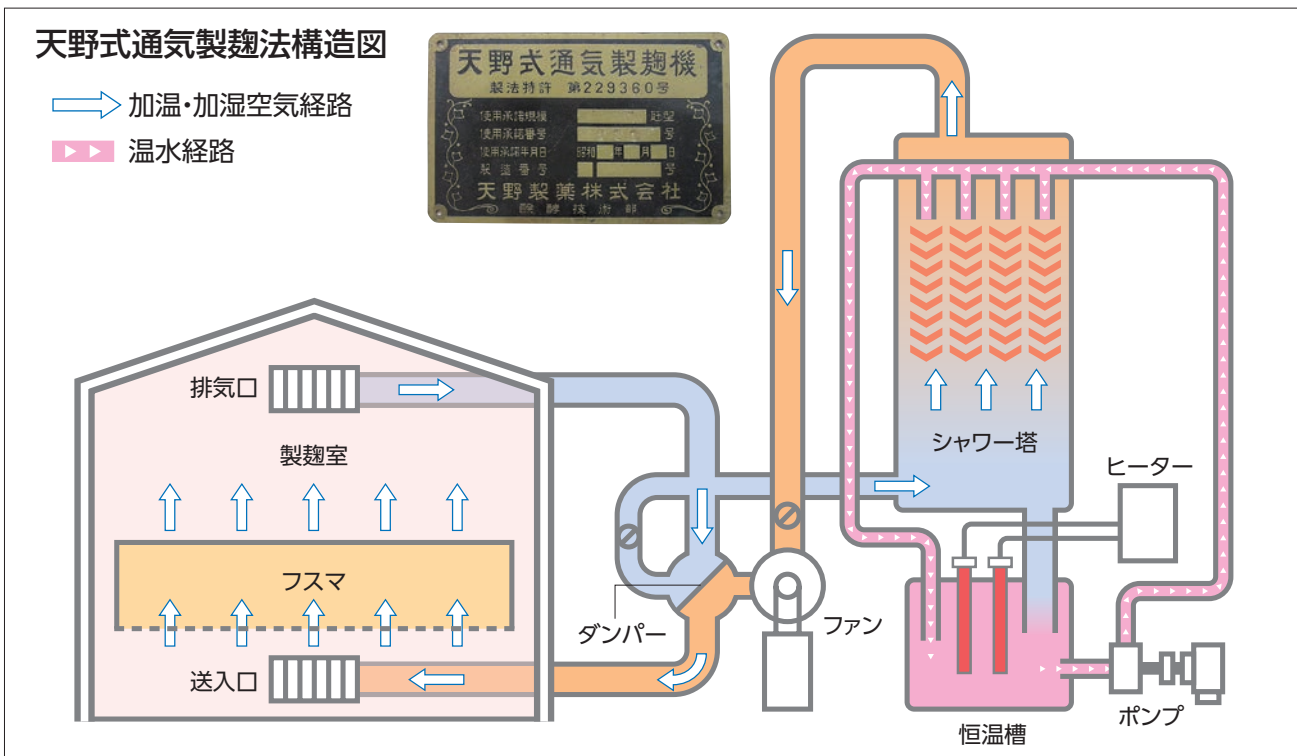 天野式通気製麹法構造図
加温・加湿空気経路
温水経路
天野式通気製麹機
製法特許 第229360号
使用承諾規模 瓩型
使用承諾番号 号
使用承諾年月日 昭和 年 月 日
製造番号 号
天野製薬株式会社
醗酵技術部
排気口
製麹室
フスマ
送入口
ダンパー
ファン
シャワー塔
ヒーター
ポンプ
恒温槽